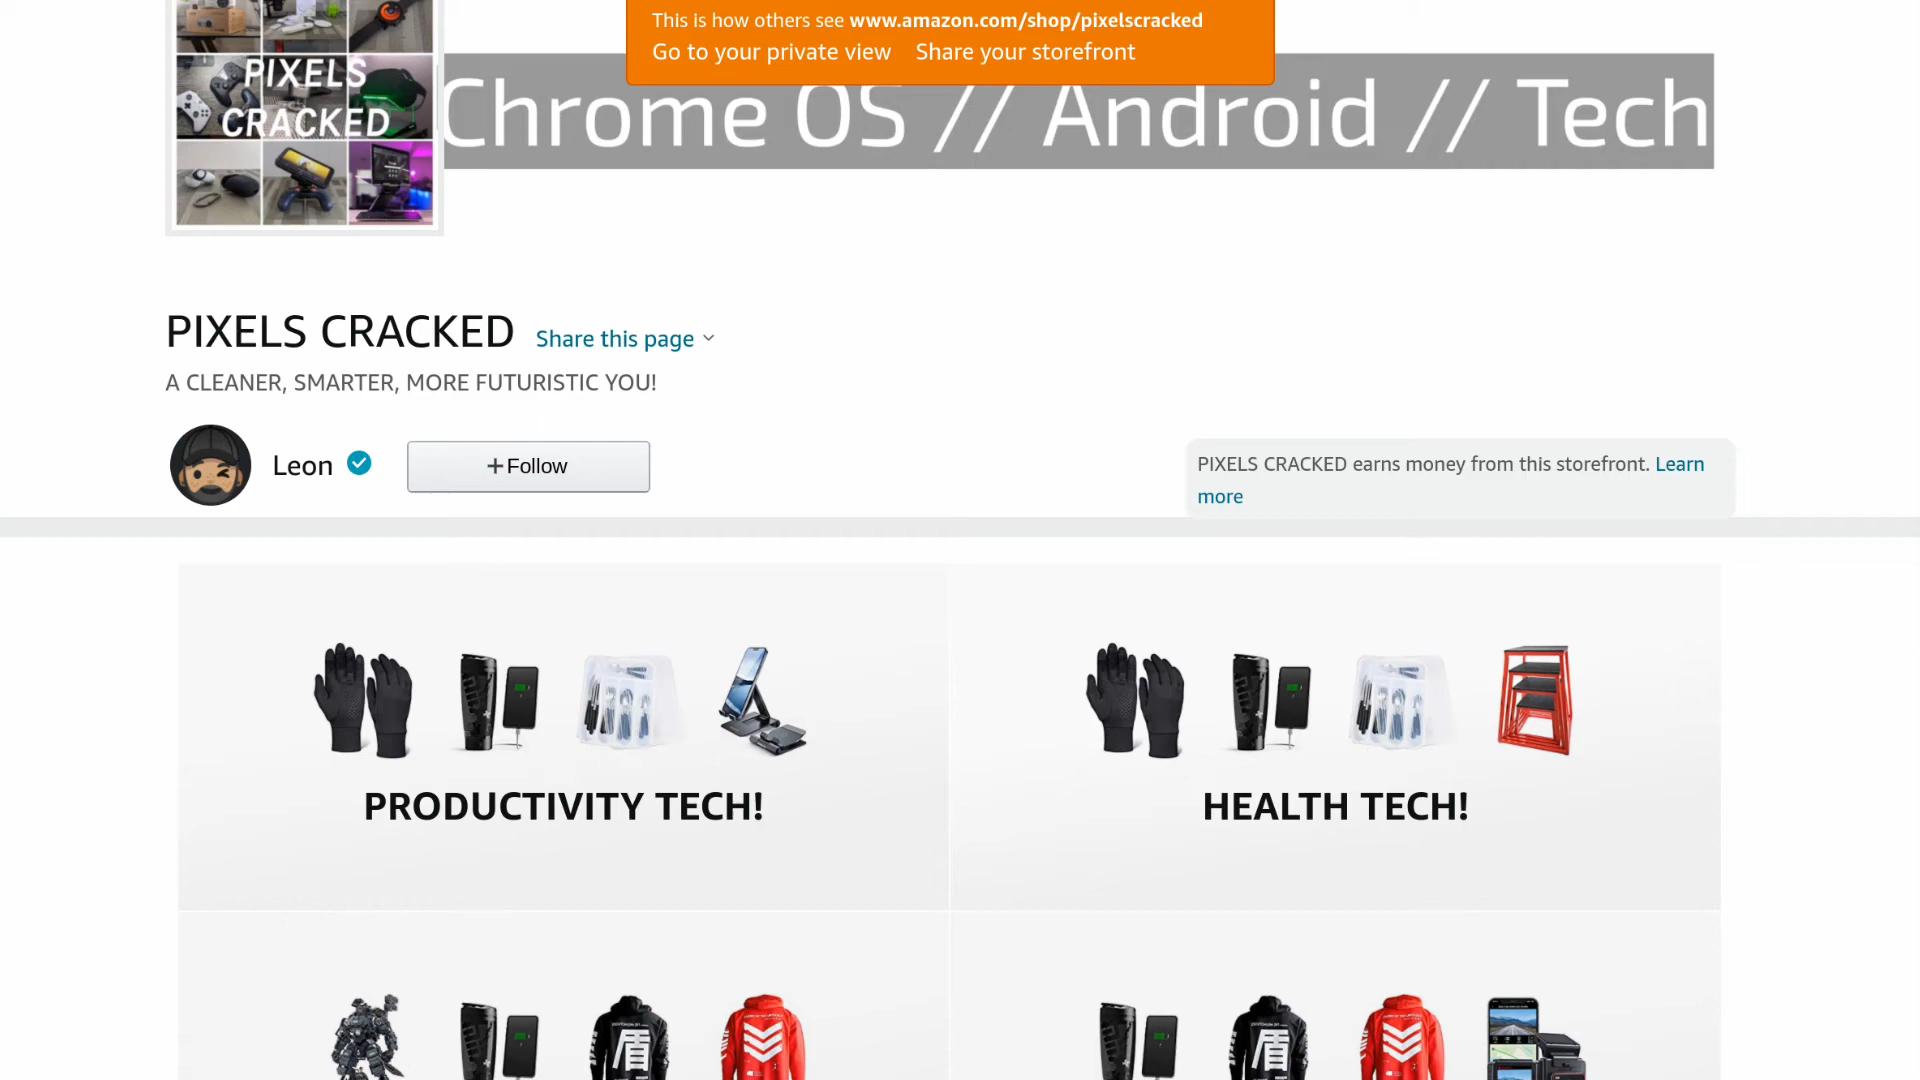 This is how others see www.amazon.com/shop/pixelscracked
Go to your private view Share your storefront
PIXELS
CRACKED
Chrome OS // Android // Tech
PIXELS CRACKED Share this page
A CLEANER, SMARTER, MORE FUTURISTIC YOU!
Leon
+Follow
PIXELS CRACKED earns money from this storefront. Learn
more
PRODUCTIVITY TECH!
HEALTH TECH!